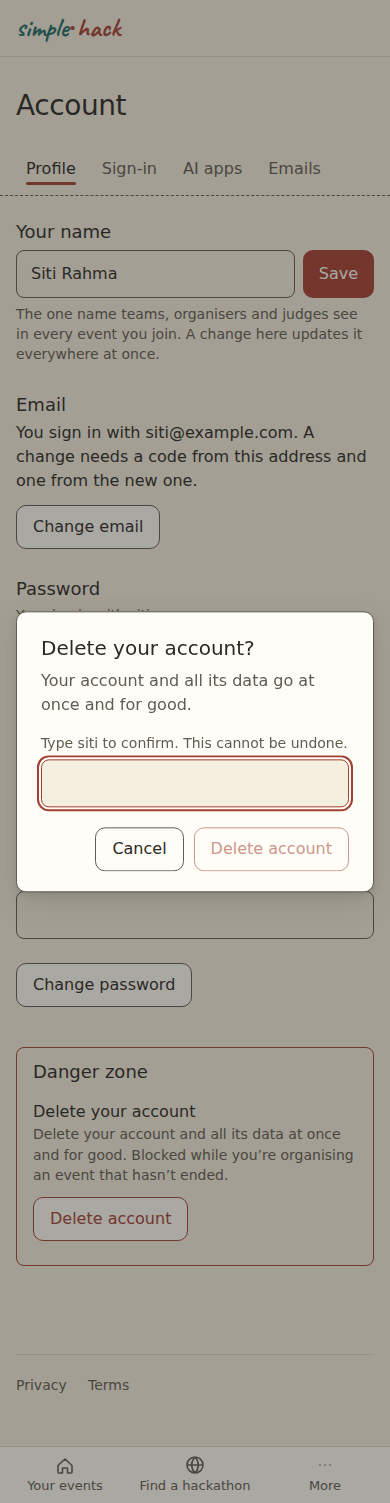 simple hack
Account
Profile
Sign-in
AI apps
Emails
Your name
Siti Rahma
Save
The one name teams, organisers and judges see
in every event you join. A change here updates it
everywhere at once.
Email
You sign in with siti@example.com. A
change needs a code from this address and
one from the new one.
Change email
Password
Delete your account?
Your account and all its data go at
once and for good.
Type siti to confirm. This cannot be undone.
Cancel
Delete account
Change password
Danger zone
Delete your account
Delete your account and all its data at once
and for good. Blocked while you’re organising
an event that hasn’t ended.
Delete account
Privacy
Terms
Your events
Find a hackathon
More